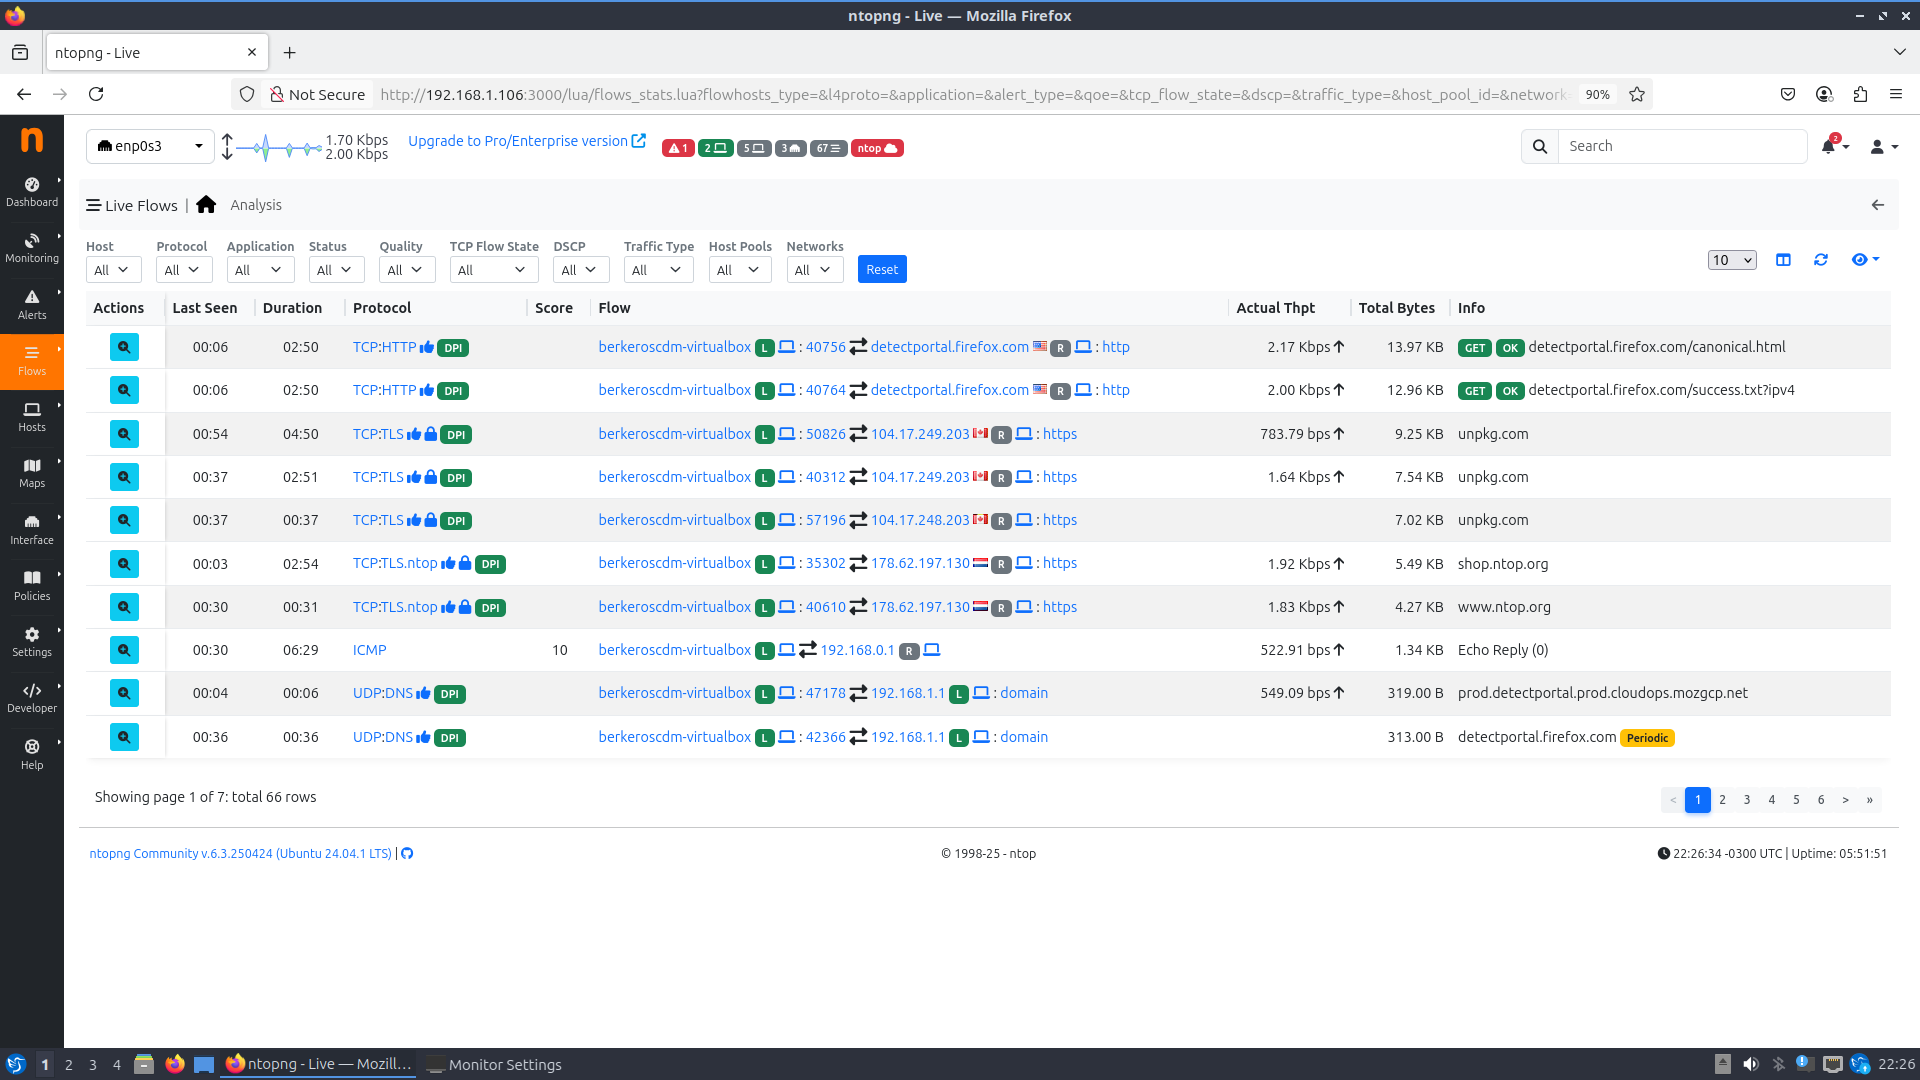 ntopng - Live — Mozilla Firefox
ntopng - Live
Not Secure http://192.168.1.106:3000/lua/flows_stats.lua?flowhosts_type=&l4proto=&application=&alert_type=&qoe=&tcp_flow_state=&dscp=&traffic_type=&host_pool_id=&network 90%
n enp0s3 1.70 Kbps
2.00 Kbps
Upgrade to Pro/Enterprise version 1 2 5 3 67 ntop Search 2
Dashboard
Monitoring
Alerts
Flows
Hosts
Maps
Interface
Policies
Settings
Developer
Help
Live Flows | Analysis
Host Protocol Application Status Quality TCP Flow State DSCP Traffic Type Host Pools Networks
All All All All All All All All All All Reset 10
Actions Last Seen Duration Protocol Score Flow Actual Thpt Total Bytes Info
00:06 02:50 TCP:HTTP DPI berkeroscdm-virtualbox L : 40756 detectportal.firefox.com R : http 2.17 Kbps 13.97 KB GET OK detectportal.firefox.com/canonical.html
00:06 02:50 TCP:HTTP DPI berkeroscdm-virtualbox L : 40764 detectportal.firefox.com R : http 2.00 Kbps 12.96 KB GET OK detectportal.firefox.com/success.txt?ipv4
00:54 04:50 TCP:TLS DPI berkeroscdm-virtualbox L : 50826 104.17.249.203 R : https 783.79 bps 9.25 KB unpkg.com
00:37 02:51 TCP:TLS DPI berkeroscdm-virtualbox L : 40312 104.17.249.203 R : https 1.64 Kbps 7.54 KB unpkg.com
00:37 00:37 TCP:TLS DPI berkeroscdm-virtualbox L : 57196 104.17.248.203 R : https 7.02 KB unpkg.com
00:03 02:54 TCP:TLS.ntop DPI berkeroscdm-virtualbox L : 35302 178.62.197.130 R : https 1.92 Kbps 5.49 KB shop.ntop.org
00:30 00:31 TCP:TLS.ntop DPI berkeroscdm-virtualbox L : 40610 178.62.197.130 R : https 1.83 Kbps 4.27 KB www.ntop.org
00:30 06:29 ICMP 10 berkeroscdm-virtualbox L 192.168.0.1 R 522.91 bps 1.34 KB Echo Reply (0)
00:04 00:06 UDP:DNS DPI berkeroscdm-virtualbox L : 47178 192.168.1.1 L : domain 549.09 bps 319.00 B prod.detectportal.prod.cloudops.mozgcp.net
00:36 00:36 UDP:DNS DPI berkeroscdm-virtualbox L : 42366 192.168.1.1 L : domain 313.00 B detectportal.firefox.com Periodic
Showing page 1 of 7: total 66 rows < 1 2 3 4 5 6 > »
ntopng Community v.6.3.250424 (Ubuntu 24.04.1 LTS) | © 1998-25 - ntop 22:26:34 -0300 UTC | Uptime: 05:51:51
1 2 3 4 ntopng - Live — Mozill... Monitor Settings 22:26